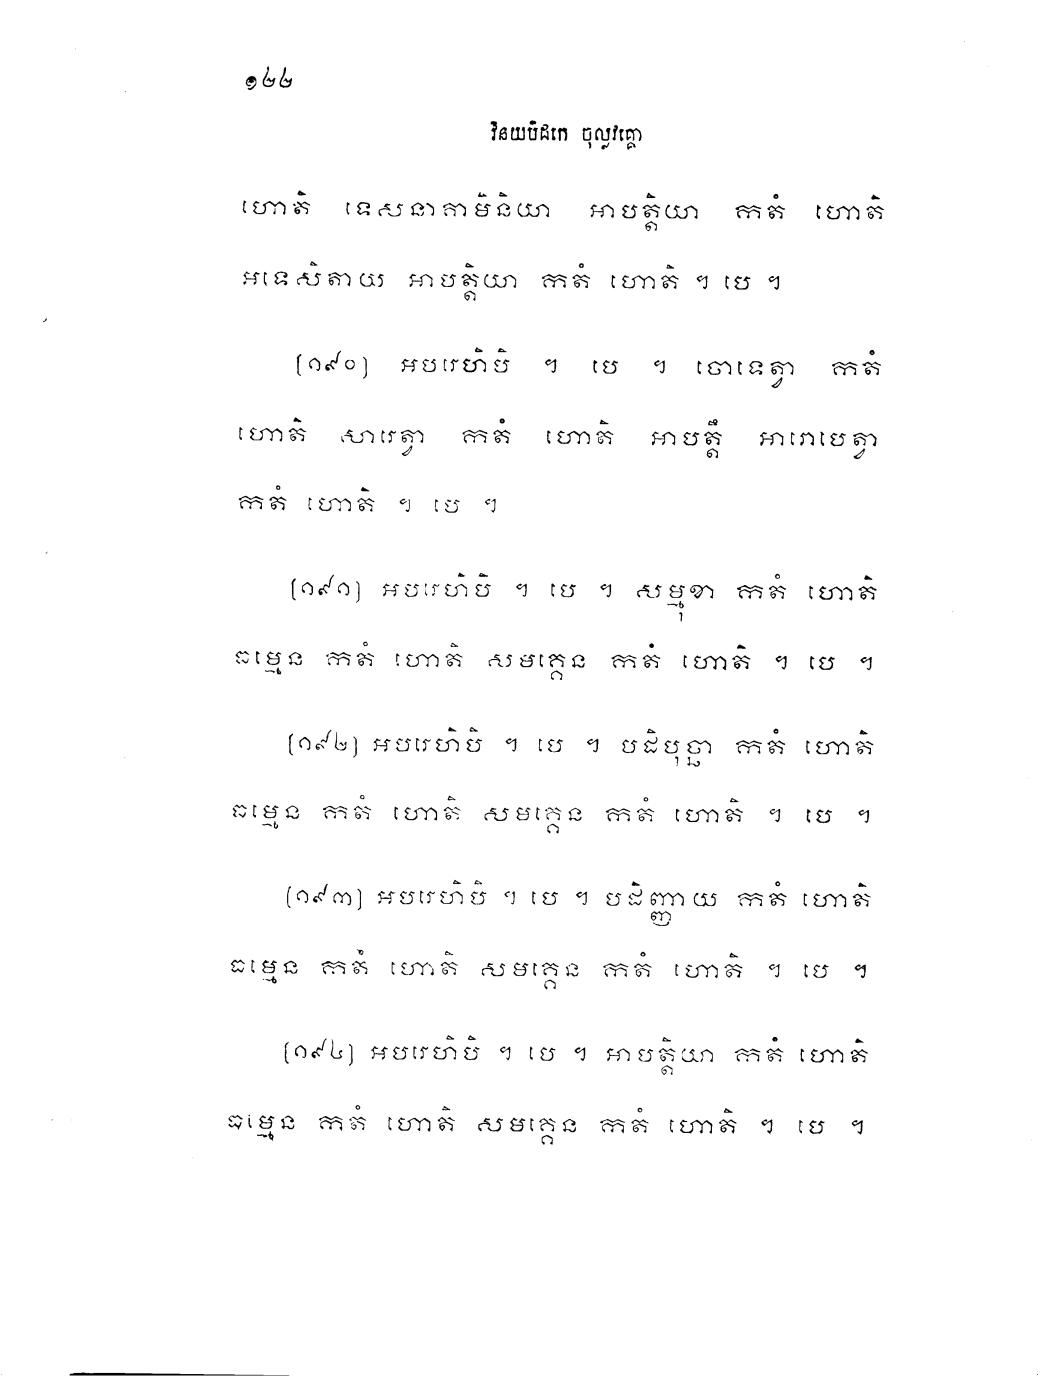 ១៤៤
វិនយបិដកេ ចុល្លវគ្គោ
ហោតិ ទេសនាគាមិនិយា អាបត្តិយា កតំ ហោតិ
អទេសិតាយ អាបត្តិយា កតំ ហោតិ ។ បេ ។
[១៩០] អបរេហិបិ ។ បេ ។ ចោទេត្វា កតំ
ហោតិ សារេត្វា កតំ ហោតិ អាបត្តឹ អារោបេត្វា
កតំ ហោតិ ។ បេ ។
[១៩១] អបរេហិបិ ។ បេ ។ សម្មុខា កតំ ហោតិ
ធម្មេន កតំ ហោតិ សមគ្គេន កតំ ហោតិ ។ បេ ។
[១៩២] អបរេហិបិ ។ បេ ។ បដិបុច្ឆា កតំ ហោតិ
ធម្មេន កតំ ហោតិ សមគ្គេន កតំ ហោតិ ។ បេ ។
[១៩៣] អបរេហិបិ ។ បេ ។ បដិញ្ញាយ កតំ ហោតិ
ធម្មេន កតំ ហោតិ សមគ្គេន កតំ ហោតិ ។ បេ ។
[១៩៤] អបរេហិបិ ។ បេ ។ អាបត្តិយា កតំ ហោតិ
ធម្មេន កតំ ហោតិ សមគ្គេន កតំ ហោតិ ។ បេ ។